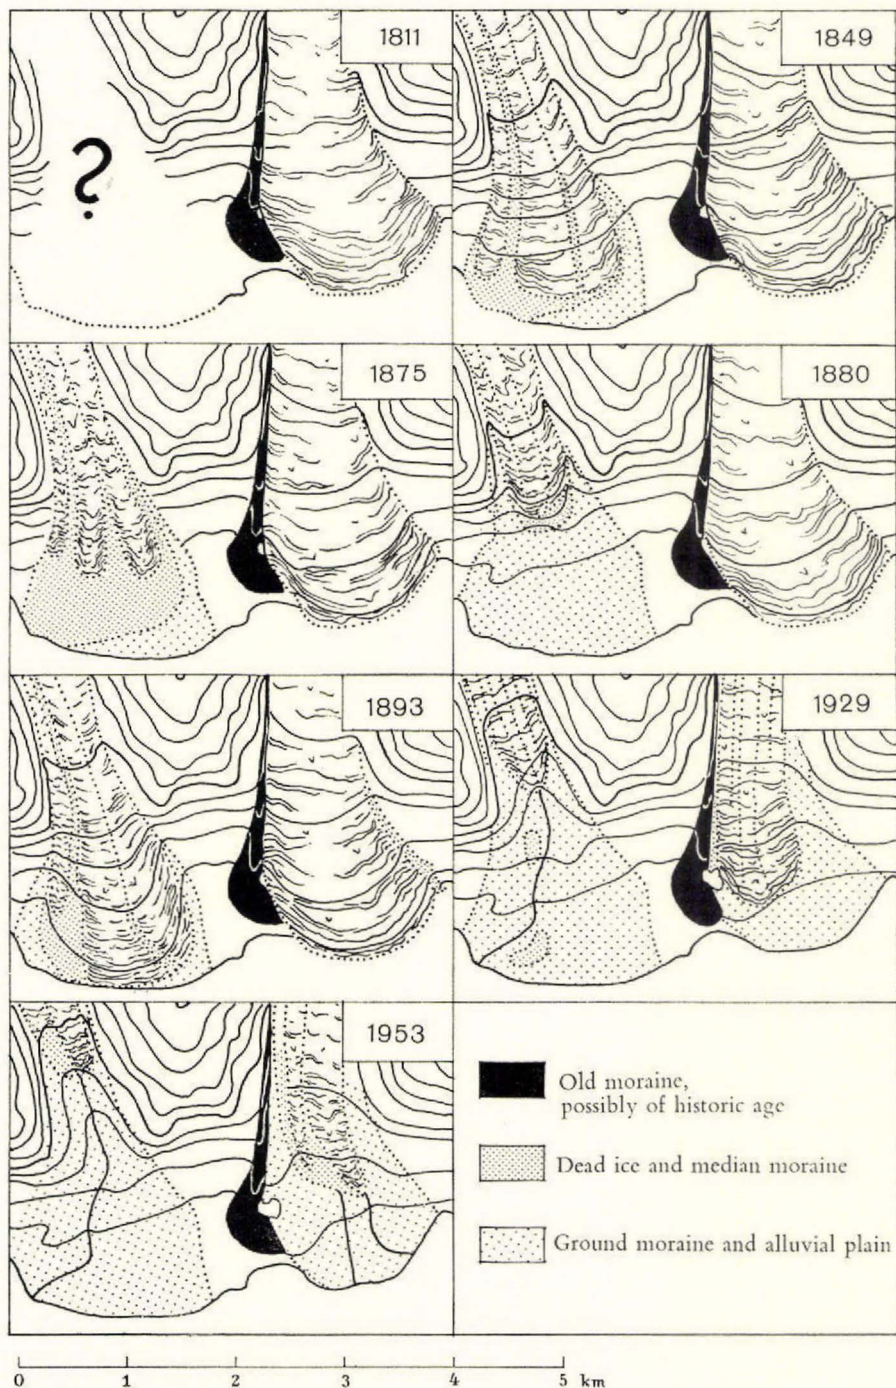 1811
1849
?
1875
1880
1893
1929
1953
Old moraine,
possibly of historic age
Dead ice and median moraine
Ground moraine and alluvial plain
0 1 2 3 4 5 km